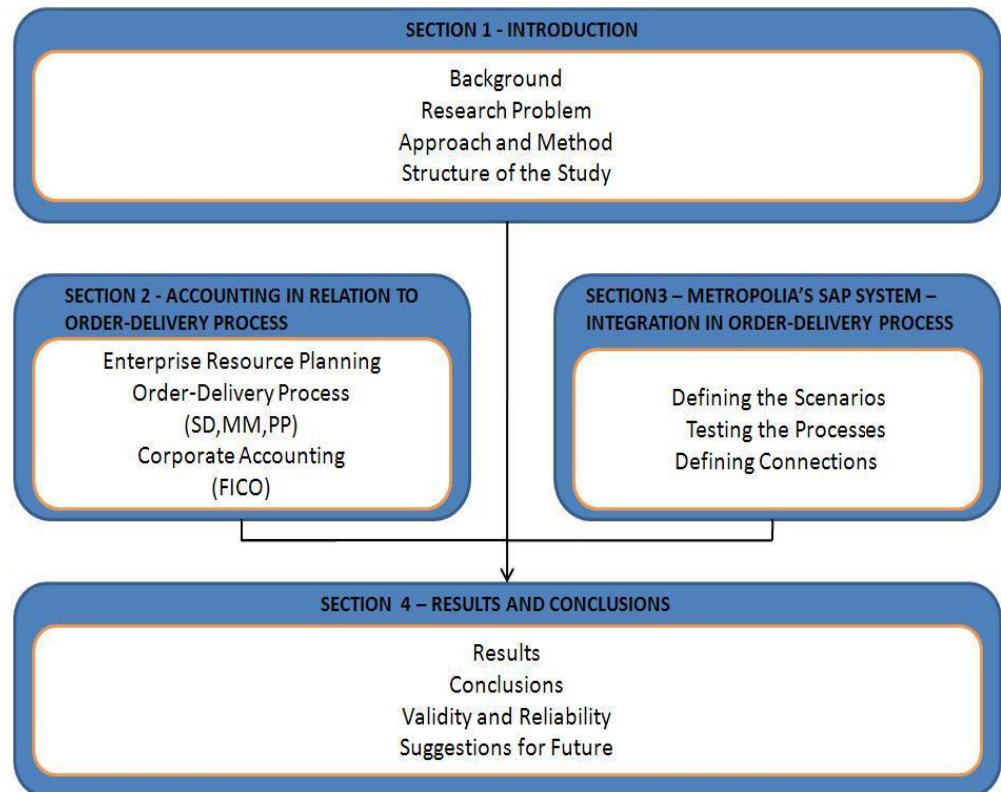 SECTION 1 - INTRODUCTION
Background
Research Problem
Approach and Method
Structure of the Study
SECTION 2 - ACCOUNTING IN RELATION TO
ORDER-DELIVERY PROCESS
Enterprise Resource Planning
Order-Delivery Process
(SD,MM,PP)
Corporate Accounting
(FICO)
SECTION3 – METROPOLIA'S SAP SYSTEM –
INTEGRATION IN ORDER-DELIVERY PROCESS
Defining the Scenarios
Testing the Processes
Defining Connections
SECTION 4 – RESULTS AND CONCLUSIONS
Results
Conclusions
Validity and Reliability
Suggestions for Future